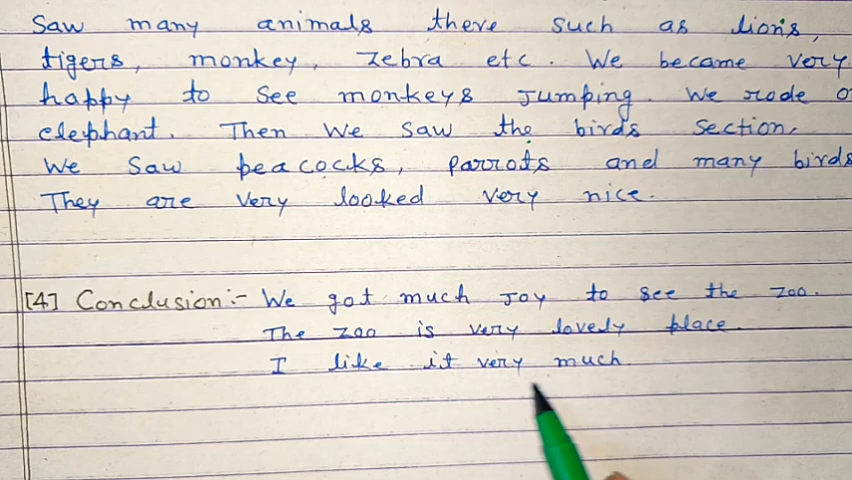 Saw many animals there such as lions,
tigers, monkey, zebra etc. We became very
happy to see monkeys Jumping. We rode
elephant. Then We saw the birds section.
We Saw peacocks, parrots and many birds
They are very looked very nice.
[4] Conclusion:- We got much Joy to see the zoo.
The zoo is very lovely place.
I like it very much.